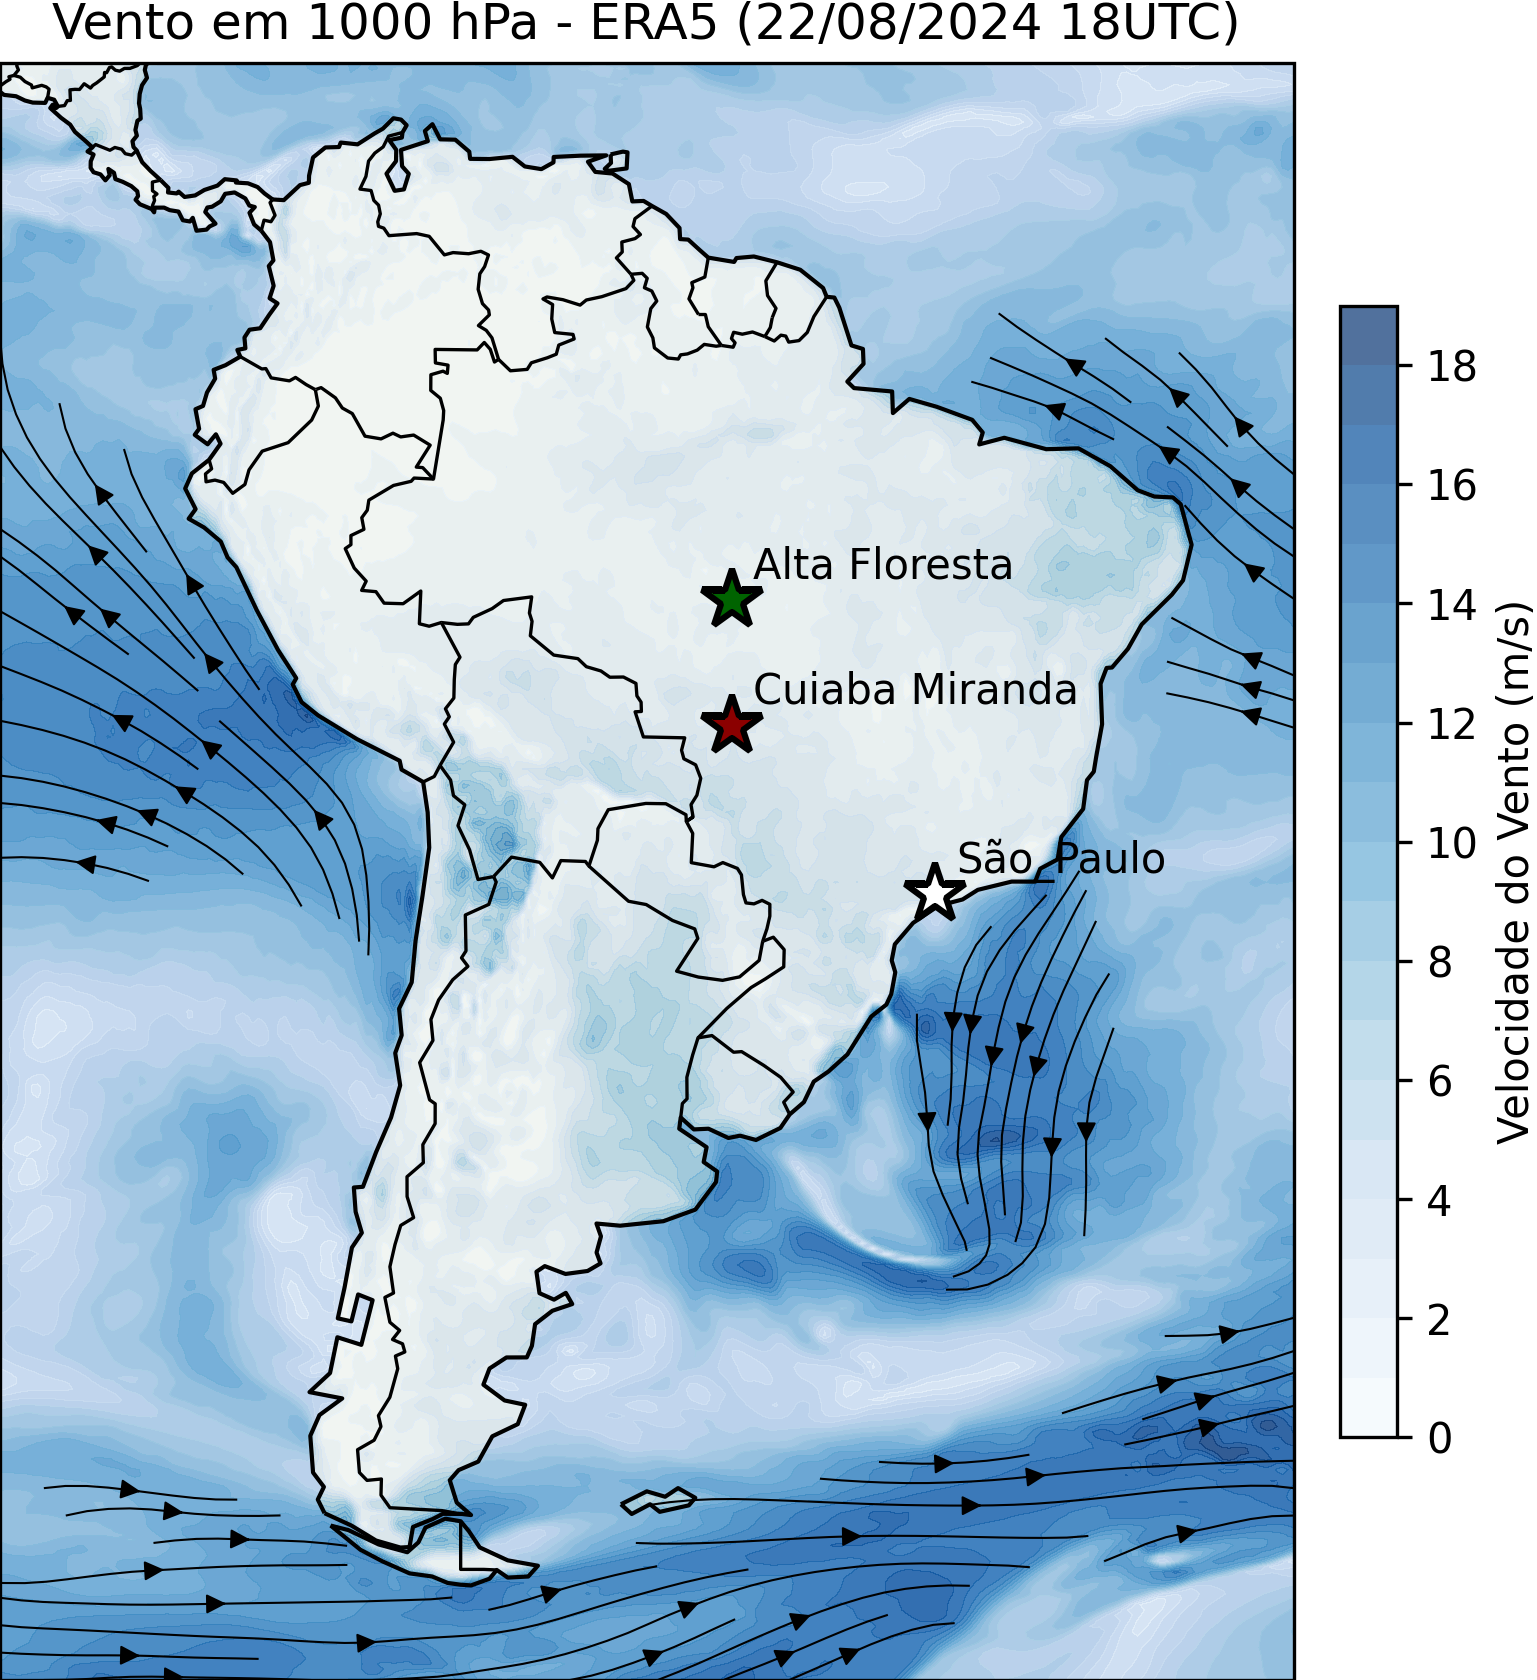 Vento em 1000 hPa - ERA5 (22/08/2024 18UTC)
Alta Floresta
Cuiaba Miranda
São Paulo
18
16
14
12
10
8
6
4
2
0
Velocidade do Vento (m/s)